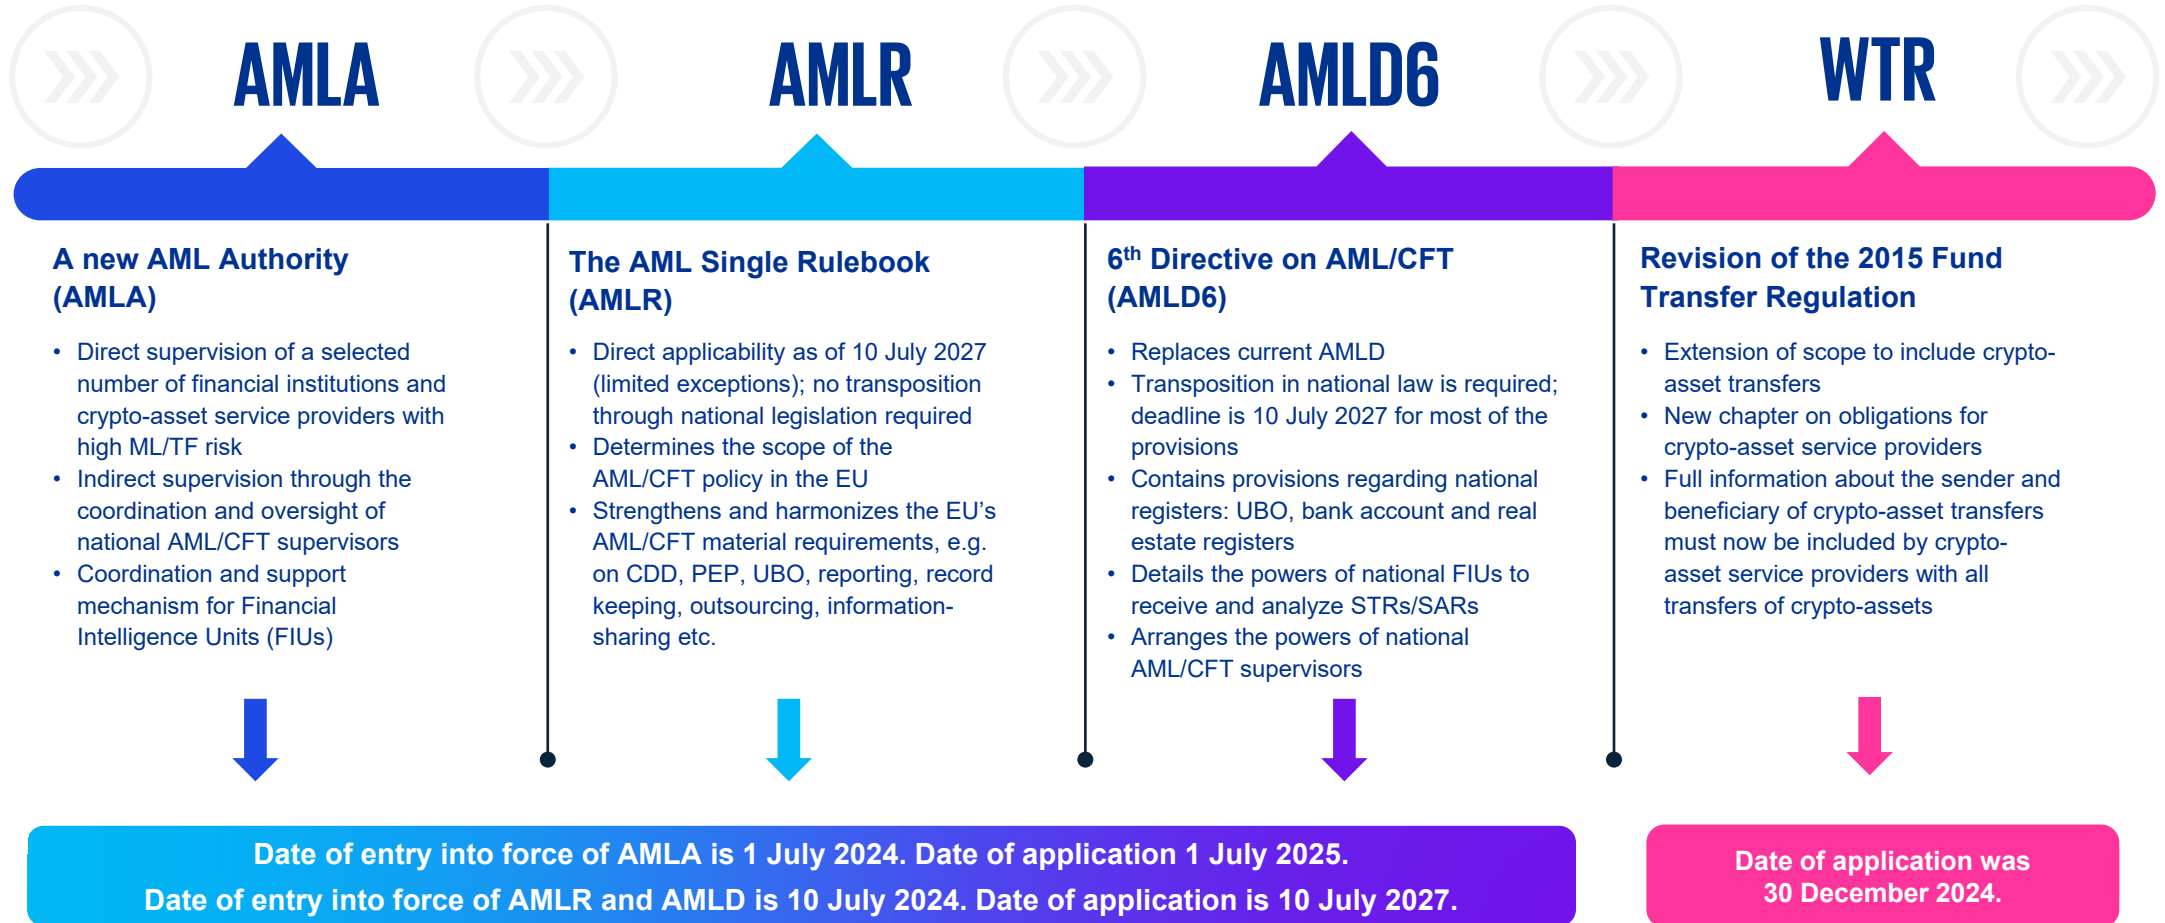 AMLA
AMLR
AMLD6
WTR
A new AML Authority
(AMLA)
• Direct supervision of a selected
number of financial institutions and
crypto-asset service providers with
high ML/TF risk
• Indirect supervision through the
coordination and oversight of
national AML/CFT supervisors
• Coordination and support
mechanism for Financial
Intelligence Units (FIUs)
The AML Single Rulebook
(AMLR)
• Direct applicability as of 10 July 2027
(limited exceptions); no transposition
through national legislation required
• Determines the scope of the
AML/CFT policy in the EU
• Strengthens and harmonizes the EU’s
AML/CFT material requirements, e.g.
on CDD, PEP, UBO, reporting, record
keeping, outsourcing, information-
sharing etc.
6th Directive on AML/CFT
(AMLD6)
• Replaces current AMLD
• Transposition in national law is required;
deadline is 10 July 2027 for most of the
provisions
• Contains provisions regarding national
registers: UBO, bank account and real
estate registers
• Details the powers of national FIUs to
receive and analyze STRs/SARs
• Arranges the powers of national
AML/CFT supervisors
Revision of the 2015 Fund
Transfer Regulation
• Extension of scope to include crypto-
asset transfers
• New chapter on obligations for
crypto-asset service providers
• Full information about the sender and
beneficiary of crypto-asset transfers
must now be included by crypto-
asset service providers with all
transfers of crypto-assets
Date of entry into force of AMLA is 1 July 2024. Date of application 1 July 2025.
Date of entry into force of AMLR and AMLD is 10 July 2024. Date of application is 10 July 2027.
Date of application was
30 December 2024.